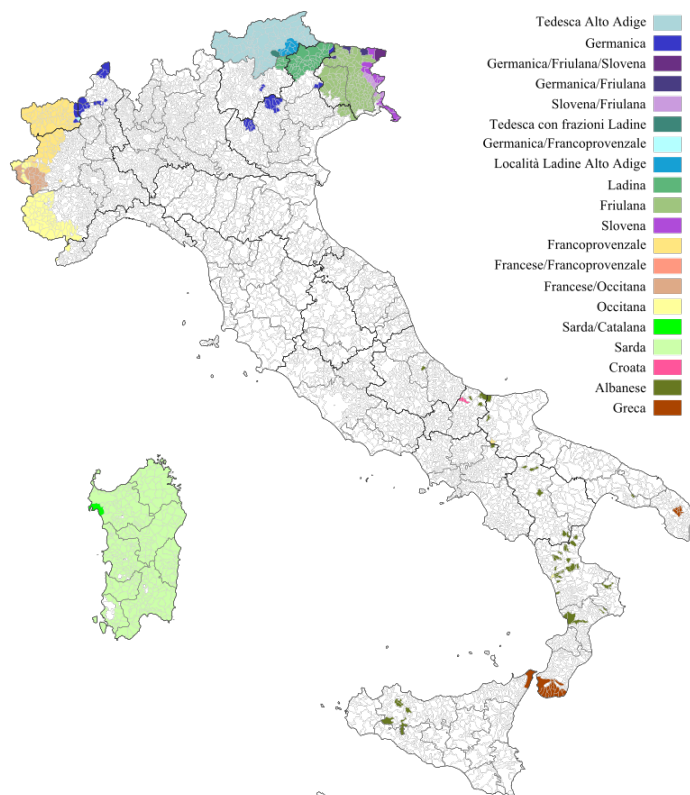 Tedesca Alto Adige
Germanica
Germanica/Friulana/Slovena
Germanica/Friulana
Slovena/Friulana
Tedesca con frazioni Ladine
Germanica/Francoprovenzale
Località Ladine Alto Adige
Ladina
Friulana
Slovena
Francoprovenzale
Francese/Francoprovenzale
Francese/Occitana
Occitana
Sarda/Catalana
Sarda
Croata
Albanese
Greca